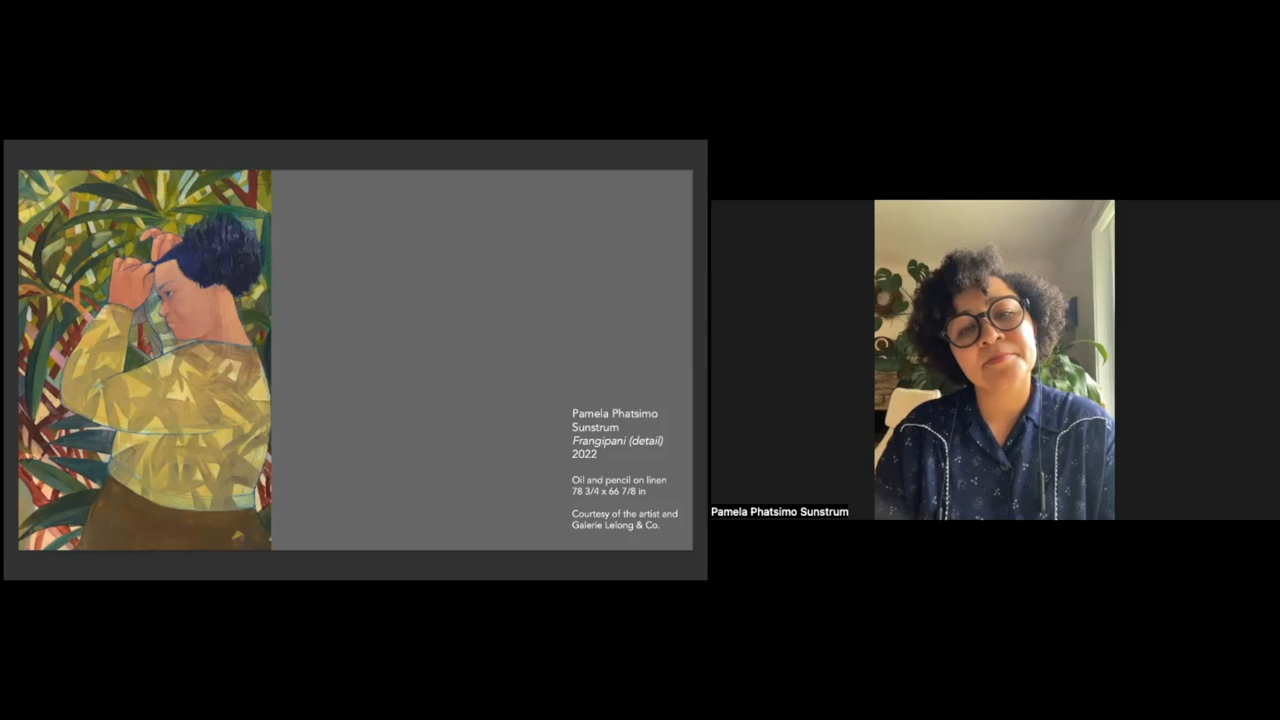 Pamela Phatsimo
Sunstrum
Frangipani (detail)
2022
Oil and pencil on linen
78 3/4 x 66 7/8 in
Courtesy of the artist and
Galerie Lelong & Co.
Pamela Phatsimo Sunstrum